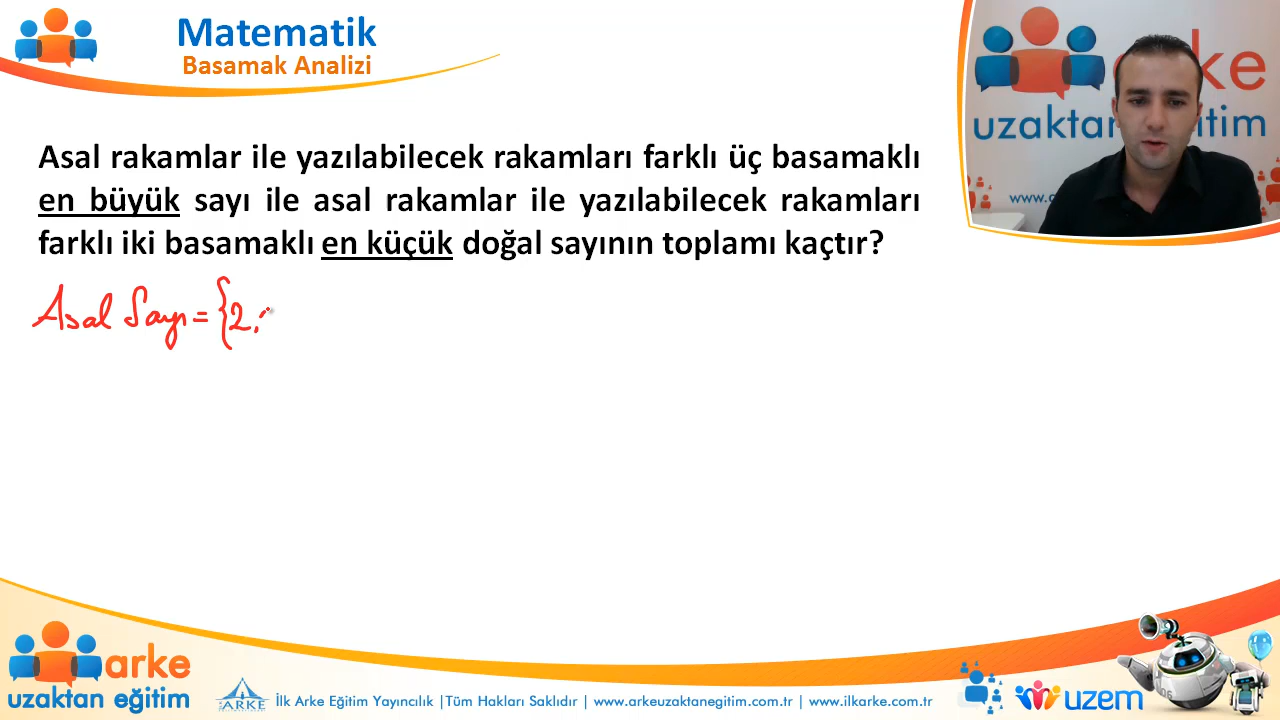 Matematik
Basamak Analizi
arke
uzaktan eğitim
www.
Asal rakamlar ile yazılabilecek rakamları farklı üç basamaklı
en büyük sayı ile asal rakamlar ile yazılabilecek rakamları
farklı iki basamaklı en küçük doğal sayının toplamı kaçtır?
Asal Sayı = {2,
arke
uzaktan eğitim
ARKE
İlk Arke Eğitim Yayıncılık |Tüm Hakları Saklıdır | www.arkeuzaktanegitim.com.tr | www.ilkarke.com.tr
uzem